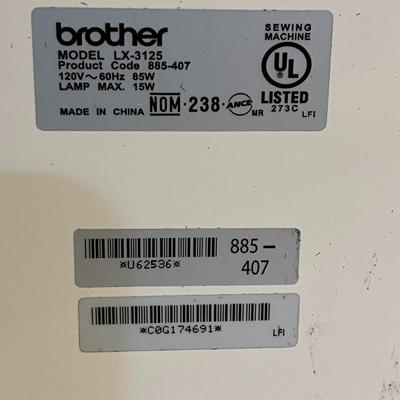 brother
MODEL LX-3125
Product Code 885-407
120V～60Hz 85W
LAMP MAX. 15W
MADE IN CHINA NOM·238·ANCE MR
SEWING
MACHINE
UL
LISTED
273C
LFI
*U62536*
885-
407
*C0G174691*
LFI